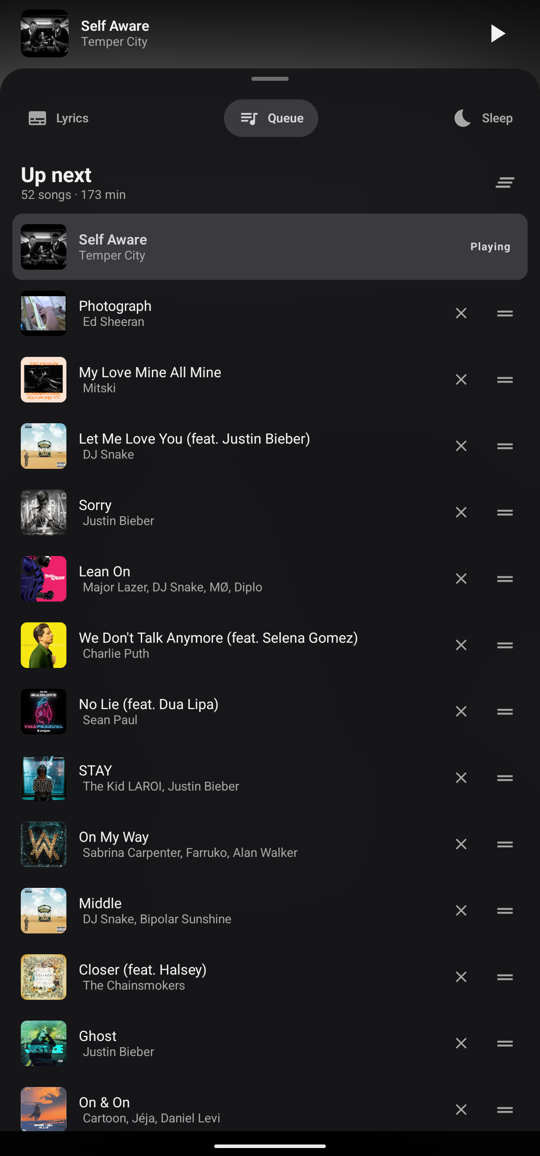 Self Aware
Temper City
Lyrics
Queue
Sleep
Up next
52 songs · 173 min
Self Aware
Temper City
Playing
Photograph
Ed Sheeran
My Love Mine All Mine
Mitski
Let Me Love You (feat. Justin Bieber)
DJ Snake
Sorry
Justin Bieber
Lean On
Major Lazer, DJ Snake, MØ, Diplo
We Don't Talk Anymore (feat. Selena Gomez)
Charlie Puth
No Lie (feat. Dua Lipa)
Sean Paul
STAY
The Kid LAROI, Justin Bieber
On My Way
Sabrina Carpenter, Farruko, Alan Walker
Middle
DJ Snake, Bipolar Sunshine
Closer (feat. Halsey)
The Chainsmokers
Ghost
Justin Bieber
On & On
Cartoon, Jéja, Daniel Levi